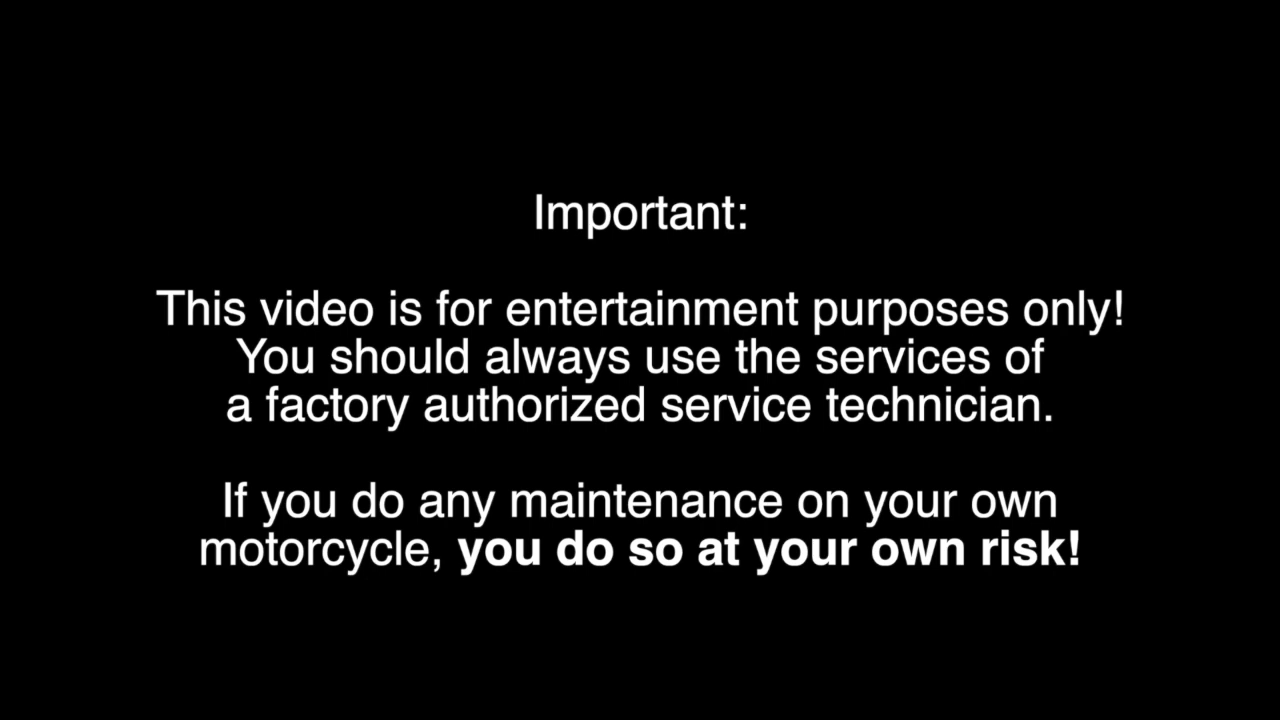 Important:
This video is for entertainment purposes only!
You should always use the services of
a factory authorized service technician.
If you do any maintenance on your own
motorcycle, you do so at your own risk!